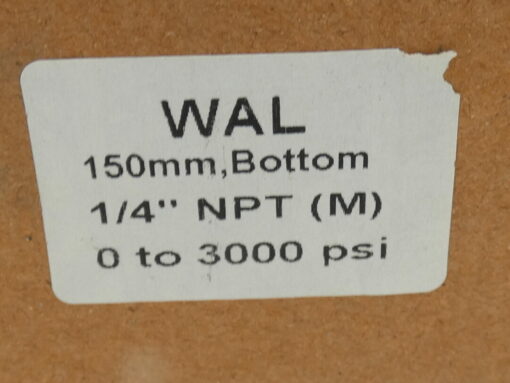 WAL
150mm,Bottom
1/4" NPT (M)
0 to 3000 psi